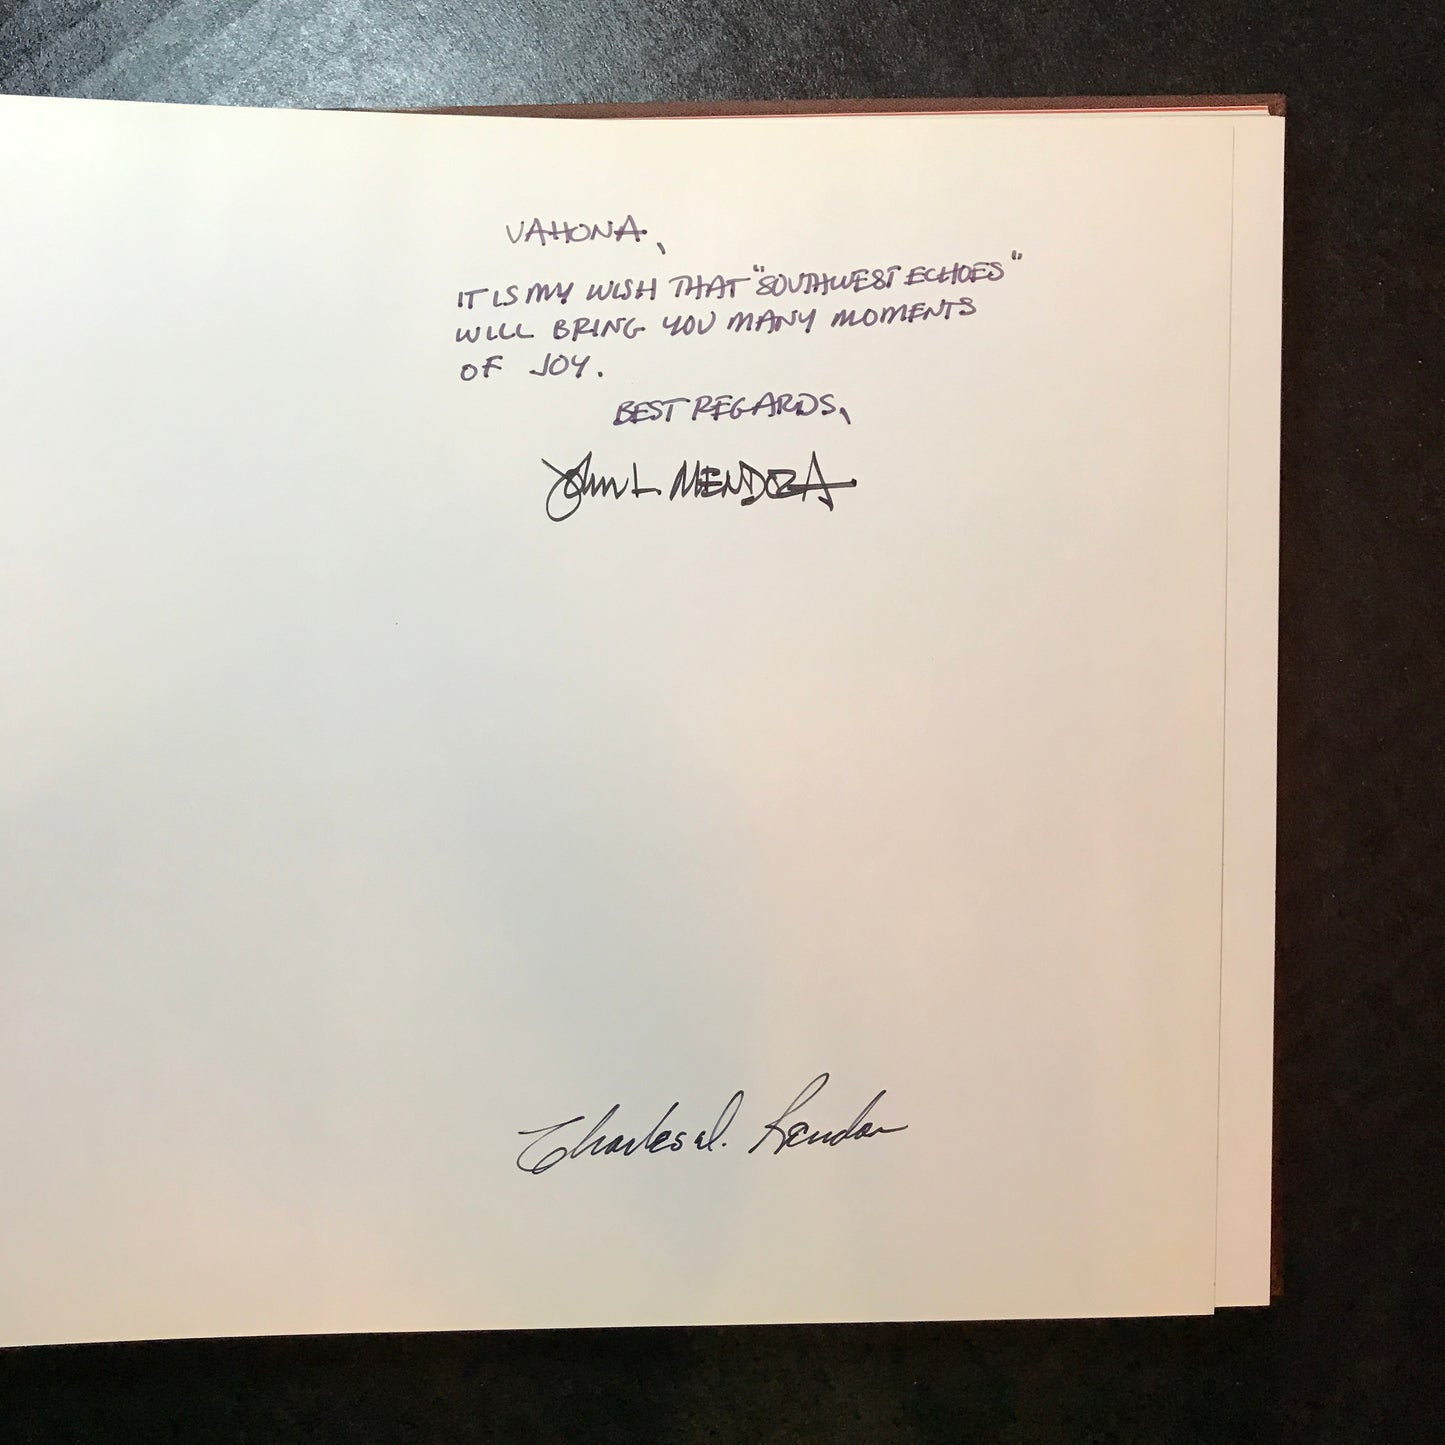 VAHONA,
IT IS MY WISH THAT "SOUTHWEST ECHOES"
WILL BRING YOU MANY MOMENTS
OF JOY.
BEST REGARDS,
JOHN L. MENDOZA
Charles D. Rendon